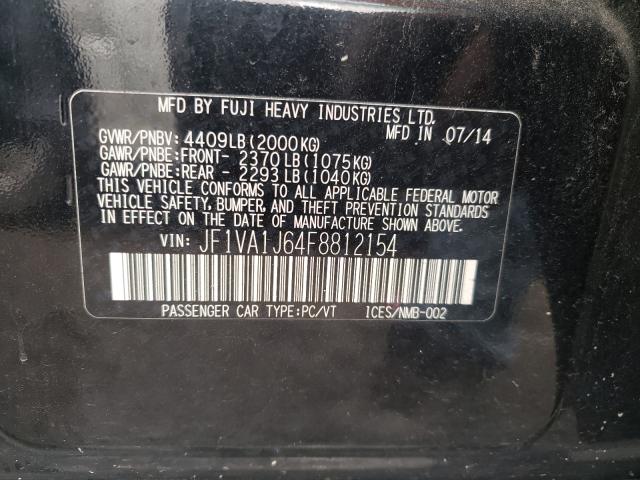 MFD BY FUJI HEAVY INDUSTRIES LTD.
MFD IN 07/14
GVWR/PNBV: 4409LB(2000KG)
GAWR/PNBE:FRONT- 2370LB(1075KG)
GAWR/PNBE:REAR - 2293LB(1040KG)
THIS VEHICLE CONFORMS TO ALL APPLICABLE FEDERAL MOTOR
VEHICLE SAFETY, BUMPER, AND THEFT PREVENTION STANDARDS
IN EFFECT ON THE DATE OF MANUFACTURE SHOWN ABOVE.
VIN: JF1VA1J64F8812154
PASSENGER CAR TYPE:PC/VT ICES/NMB-002